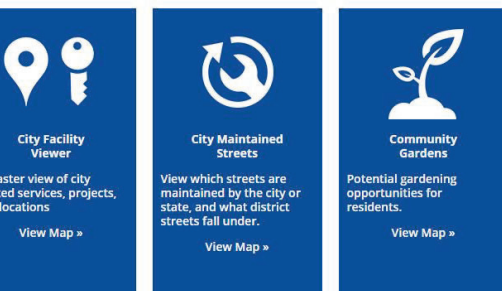 City Facility
Viewer
view of city
services, projects,
locations
View Map »
City Maintained
Streets
View which streets are
maintained by the city or
state, and what district
streets fall under.
View Map »
Community
Gardens
Potential gardening
opportunities for
residents.
View Map »